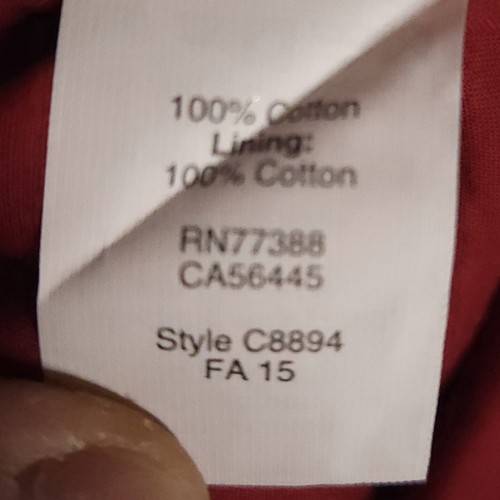 100% Cotton
Lining:
100% Cotton
RN77388
CA56445
Style C8894
FA 15